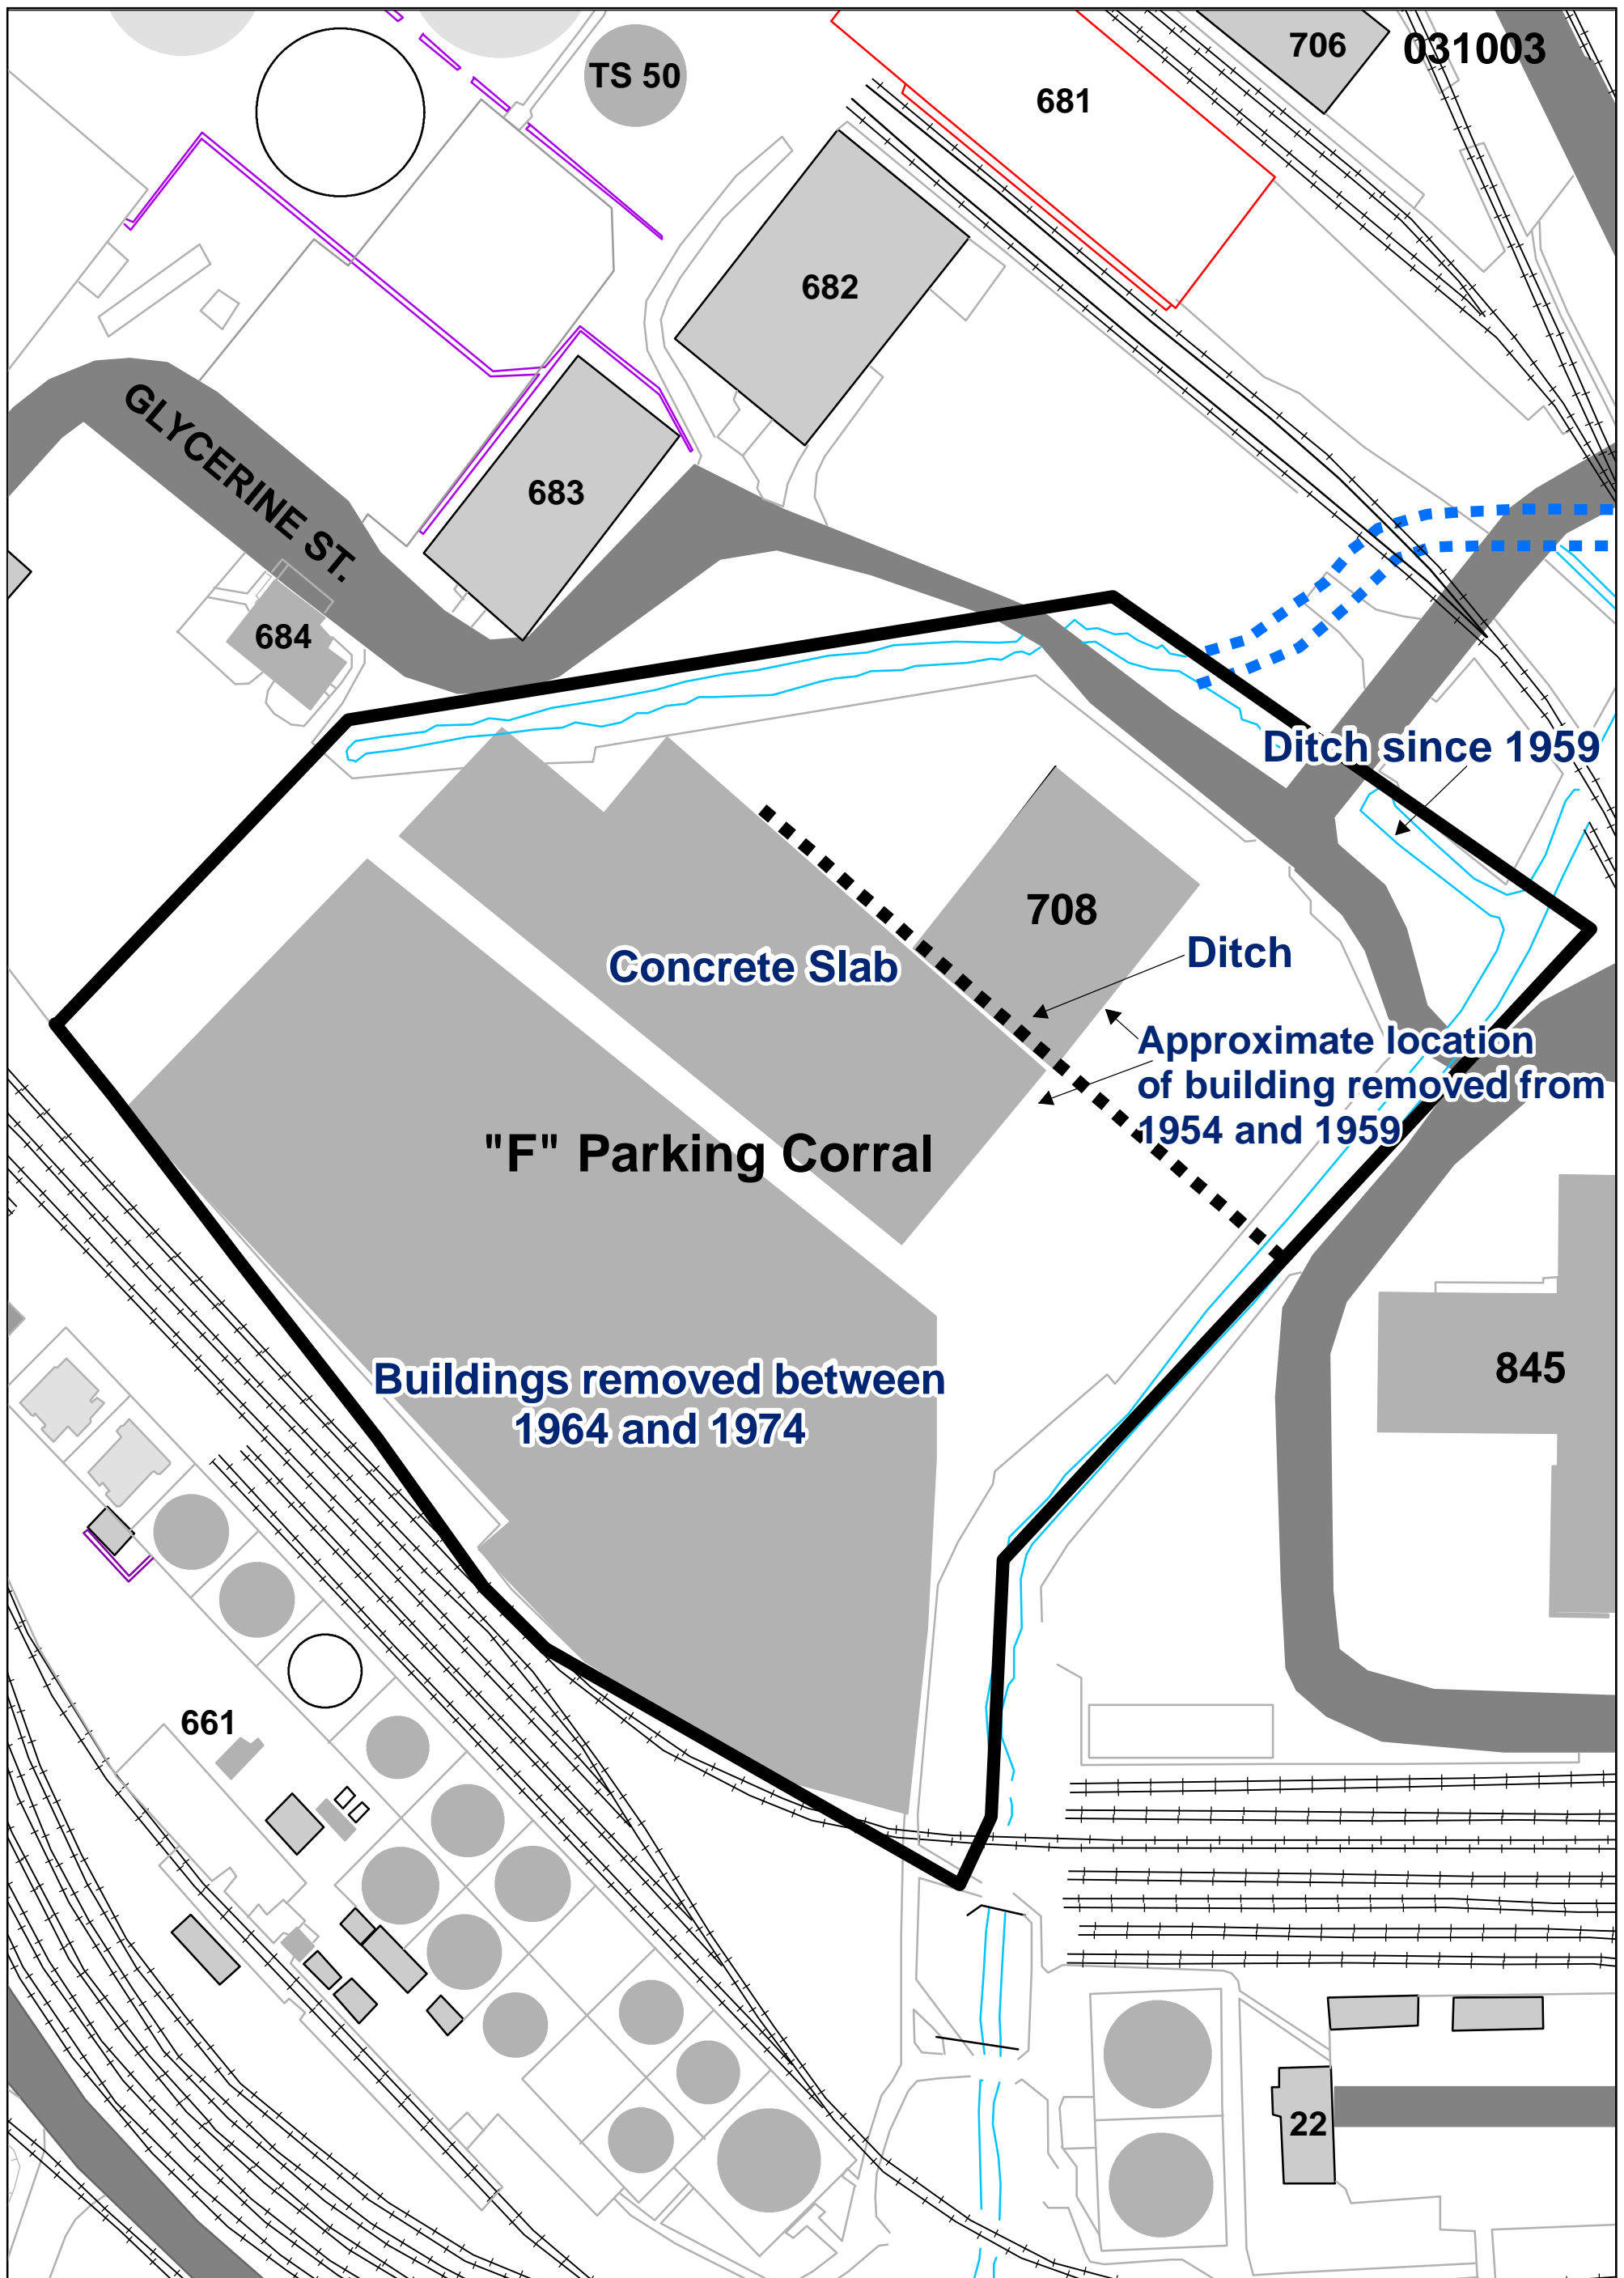 031003
706
TS 50
681
682
GLYCERINE ST.
683
684
Ditch since 1959
708
Ditch
Concrete Slab
Approximate location
of building removed from
1954 and 1959
"F" Parking Corral
845
Buildings removed between
1964 and 1974
661
22